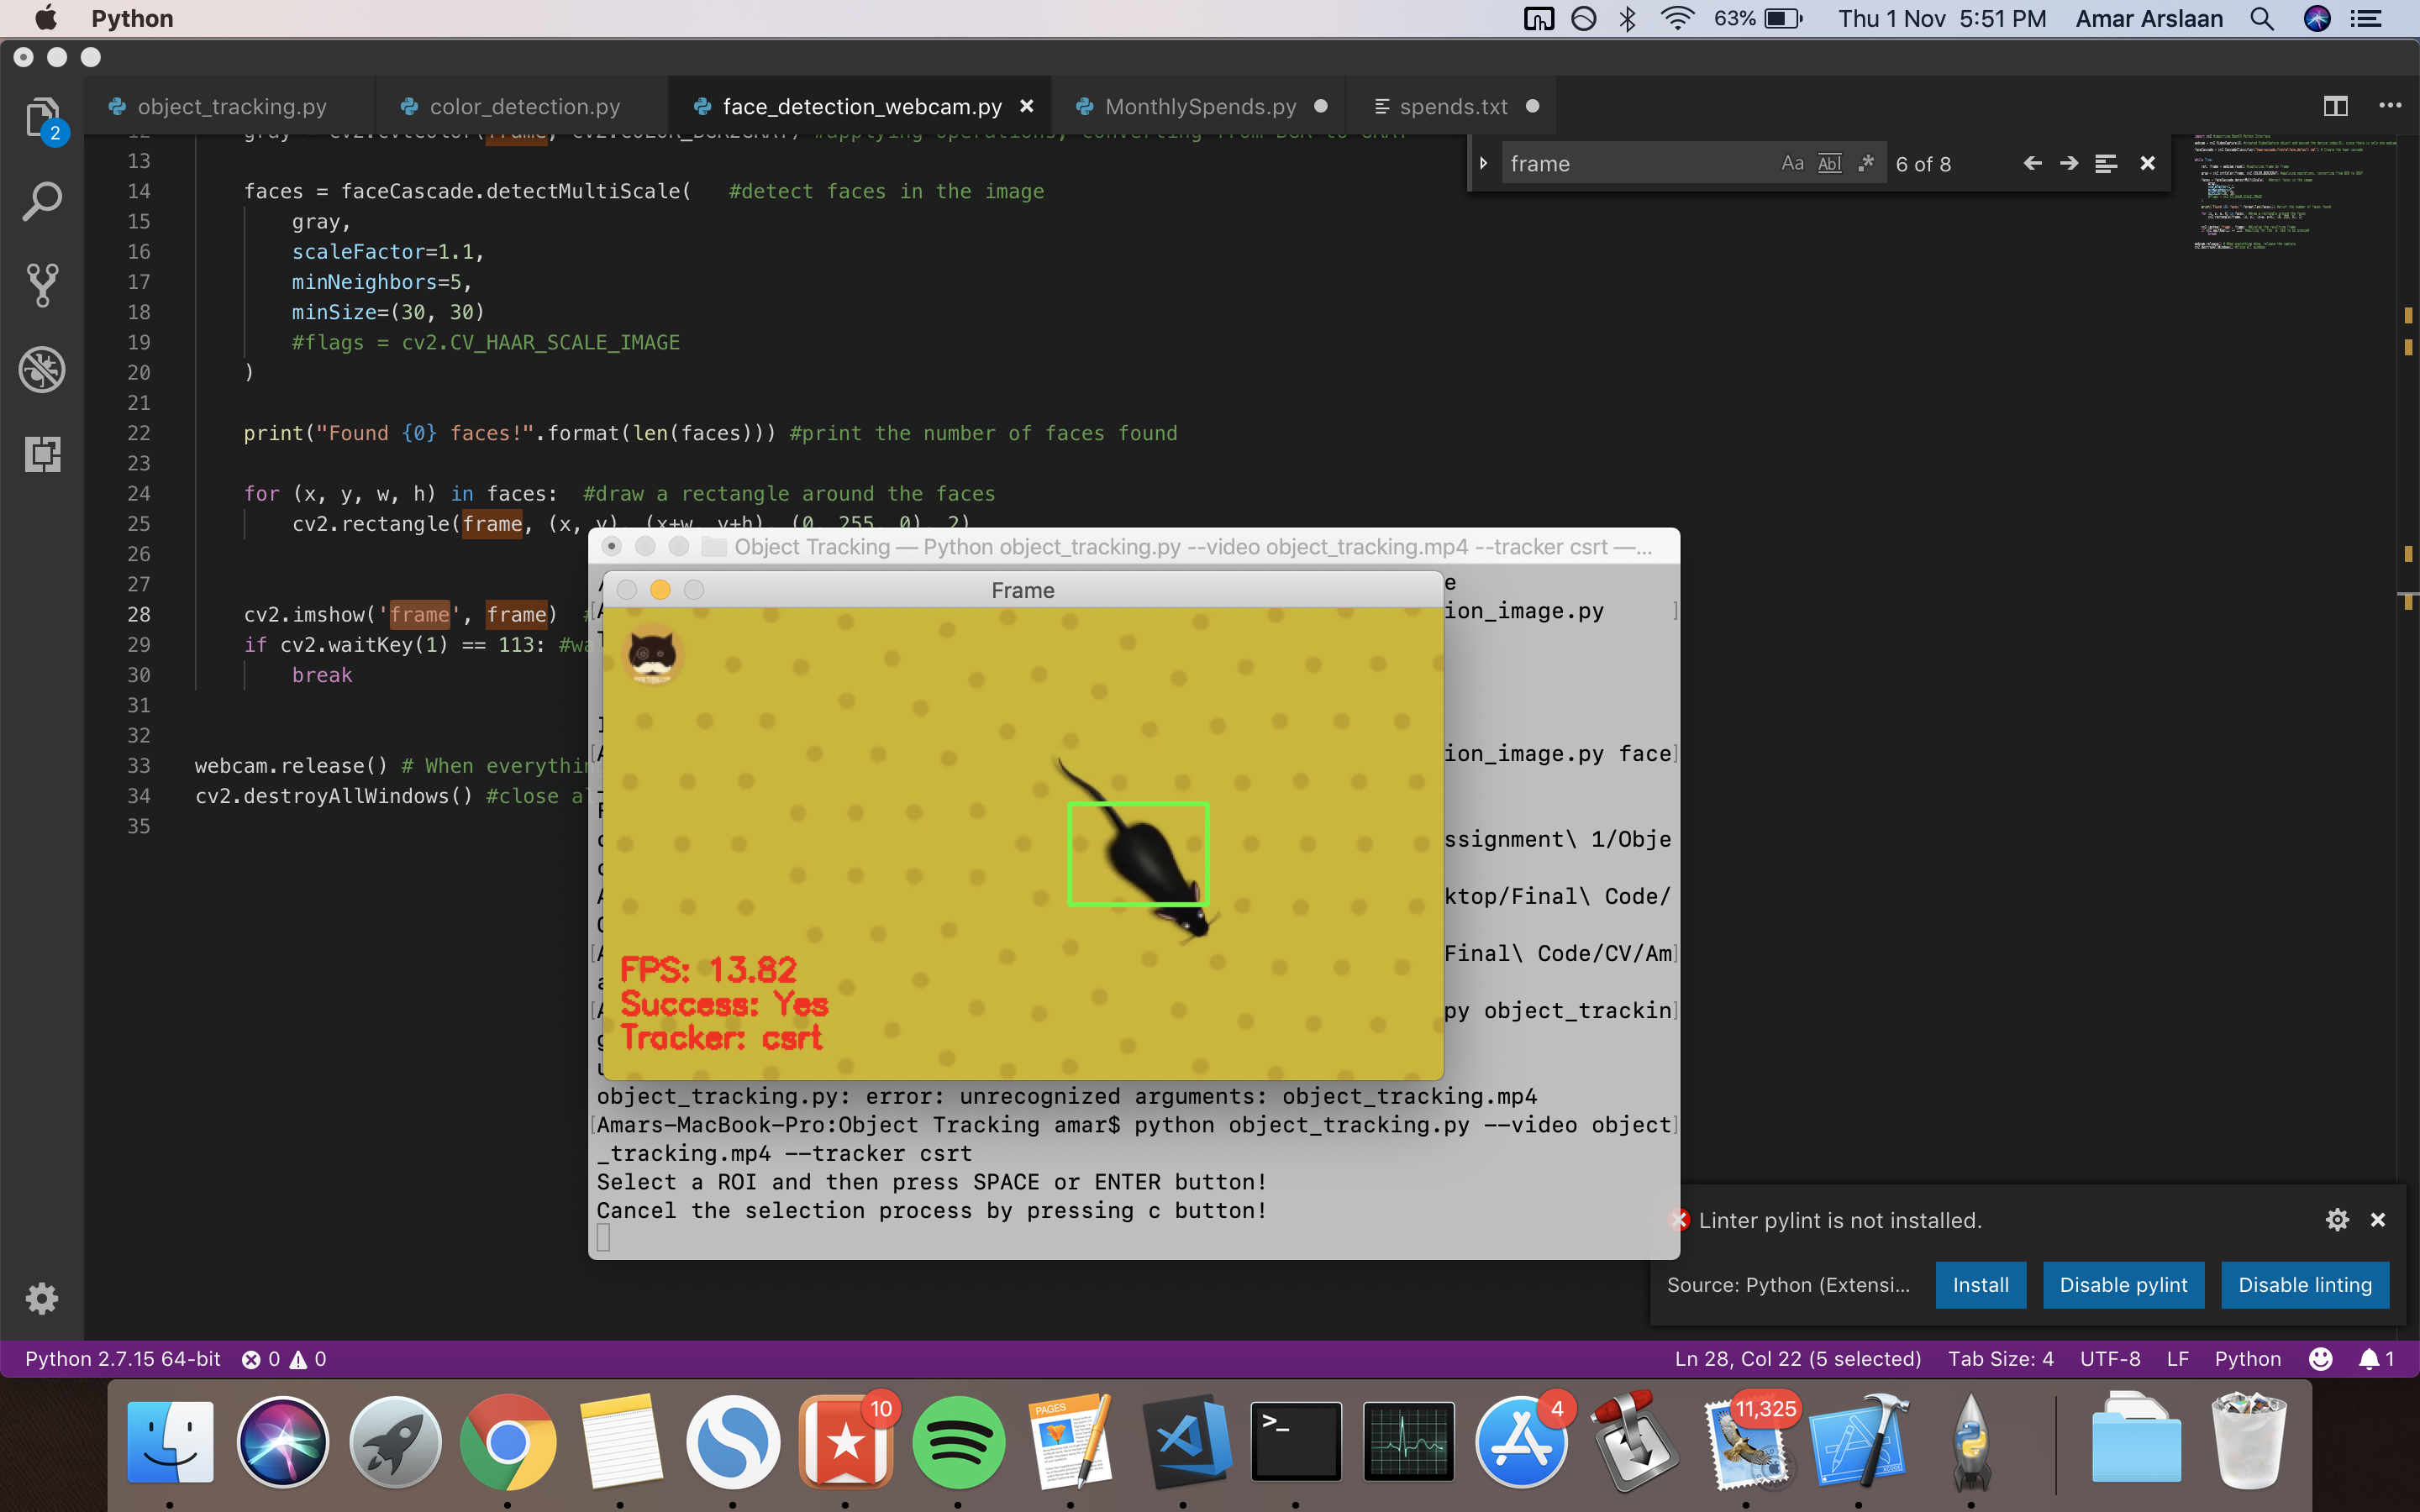 Python
63%
Thu 1 Nov 5:51 PM
Amar Arslaan
object_tracking.py
color_detection.py
face_detection_webcam.py
MonthlySpends.py
spends.txt
2
frame
Aa
Abl
6 of 8
13
14 faces = faceCascade.detectMultiScale( #detect faces in the image
15 gray,
16 scaleFactor=1.1,
17 minNeighbors=5,
18 minSize=(30, 30)
19 #flags = cv2.CV_HAAR_SCALE_IMAGE
20 )
21
22 print("Found {0} faces!".format(len(faces))) #print the number of faces found
23
24 for (x, y, w, h) in faces: #draw a rectangle around the faces
25 cv2.rectangle(frame, (x, y), (x+w, y+h), (0, 255, 0), 2)
26
27
28 cv2.imshow('frame', frame)
29 if cv2.waitKey(1) == 113: #wa
30 break
31
32
33 webcam.release() # When everythin
34 cv2.destroyAllWindows() #close al
35
Object Tracking — Python object_tracking.py --video object_tracking.mp4 --tracker csrt —...
Frame
e
ion_image.py
ion_image.py face
ssignment\ 1/Obje
ktop/Final\ Code/
Final\ Code/CV/Am
py object_trackin
FPS: 13.82
Success: Yes
Tracker: csrt
object_tracking.py: error: unrecognized arguments: object_tracking.mp4
[Amars-MacBook-Pro:Object Tracking amar$ python object_tracking.py --video object]
_tracking.mp4 --tracker csrt
Select a ROI and then press SPACE or ENTER button!
Cancel the selection process by pressing c button!
Linter pylint is not installed.
Source: Python (Extensi...
Install
Disable pylint
Disable linting
Python 2.7.15 64-bit
0
0
Ln 28, Col 22 (5 selected)
Tab Size: 4
UTF-8
LF
Python
1
10
PAGES
>_
4
11,325